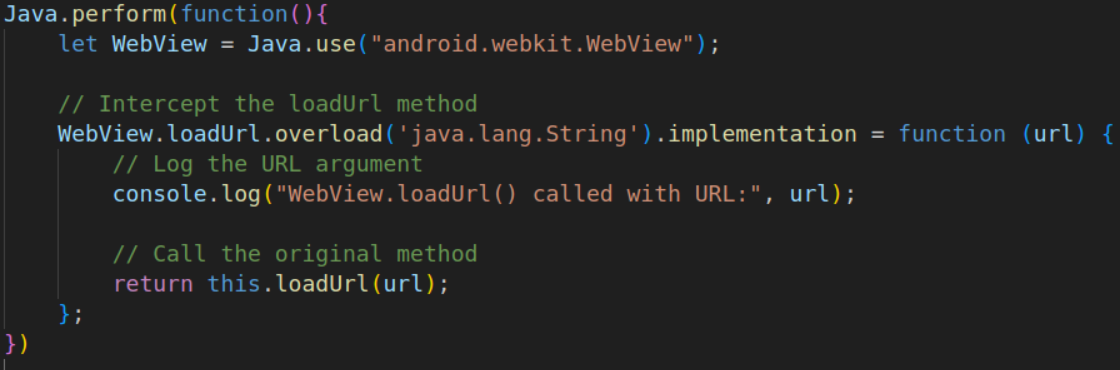 Java.perform(function(){
    let WebView = Java.use("android.webkit.WebView");
    // Intercept the loadUrl method
    WebView.loadUrl.overload('java.lang.String').implementation = function (url) {
        // Log the URL argument
        console.log("WebView.loadUrl() called with URL:", url);
        // Call the original method
        return this.loadUrl(url);
    };
})